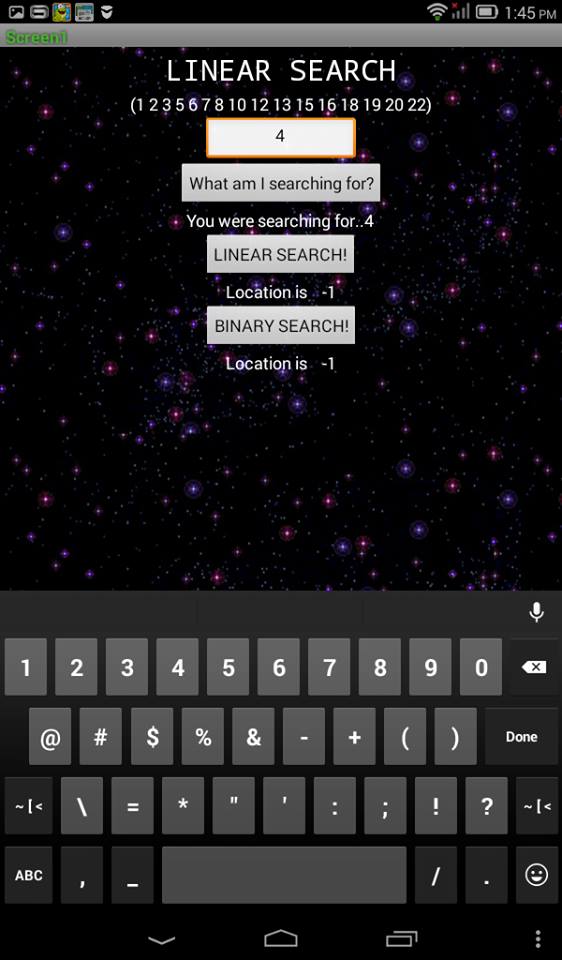 1:45 PM
Screen1
LINEAR SEARCH
(1 2 3 5 6 7 8 10 12 13 15 16 18 19 20 22)
4
What am I searching for?
You were searching for..4
LINEAR SEARCH!
Location is -1
BINARY SEARCH!
Location is -1
1 2 3 4 5 6 7 8 9 0
@ # $ % & - + ( ) Done
~ [ < \ = * " ' : ; ! ? ~ [ <
ABC , _ / .